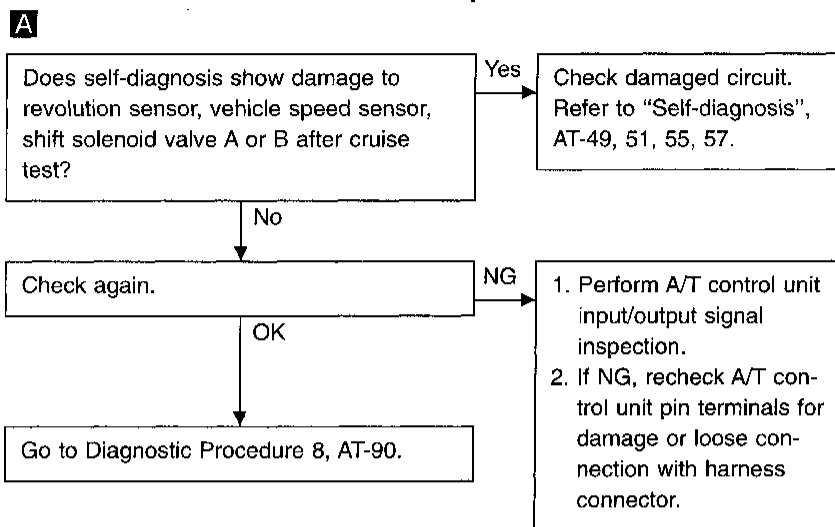 A
Does self-diagnosis show damage to
revolution sensor, vehicle speed sensor,
shift solenoid valve A or B after cruise
test?
Yes
Check damaged circuit.
Refer to “Self-diagnosis”,
AT-49, 51, 55, 57.
No
Check again.
NG
1. Perform A/T control unit
input/output signal
inspection.
2. If NG, recheck A/T con-
trol unit pin terminals for
damage or loose con-
nection with harness
connector.
OK
Go to Diagnostic Procedure 8, AT-90.